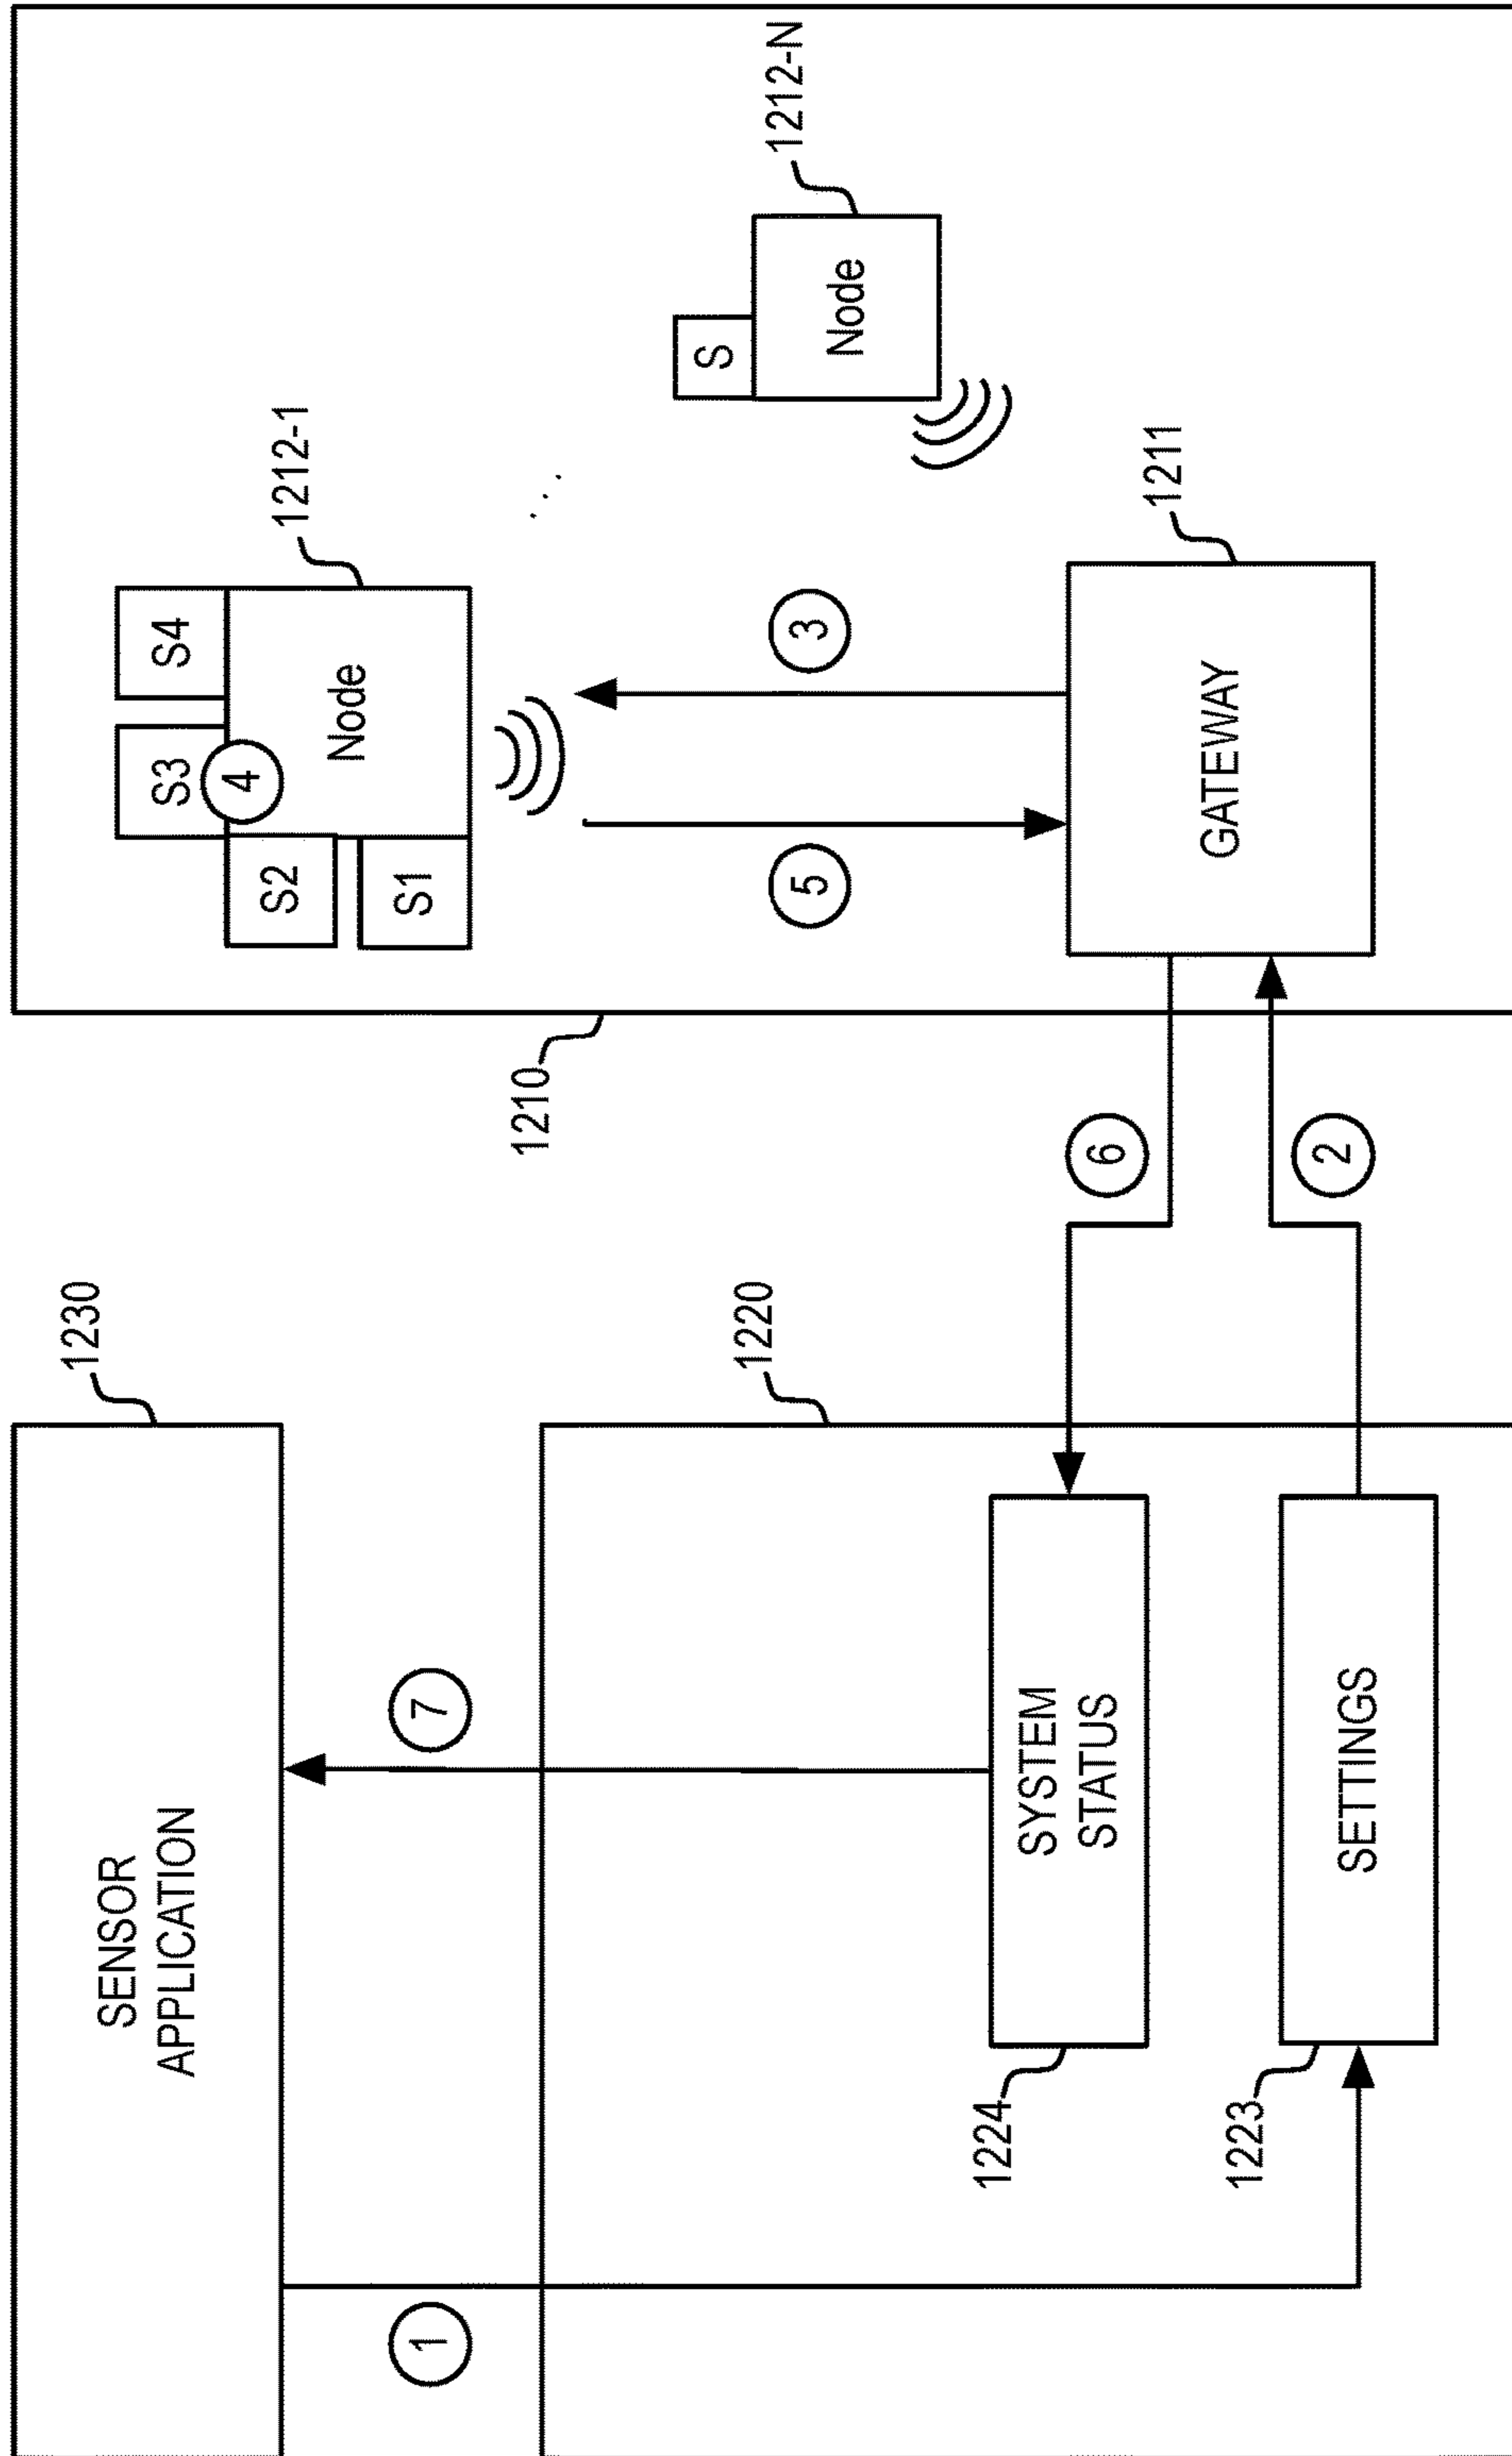 SENSOR
APPLICATION
1230
1
7
1220
SYSTEM
STATUS
1224
SETTINGS
1223
6
2
1210
S4
S3
S2
S1
4
Node
1212-1
. . .
S
Node
1212-N
5
3
GATEWAY
1211